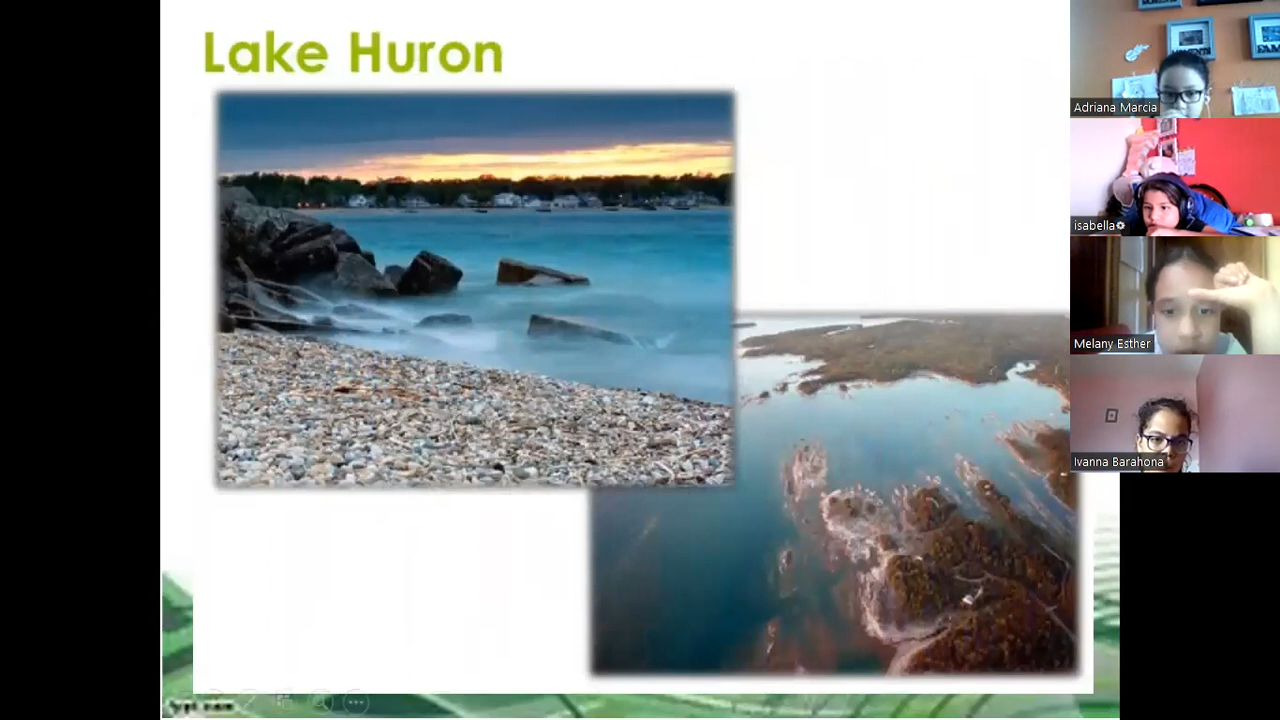 Lake Huron
Adriana Marcia
isabella
Melany Esther
Ivanna Barahona